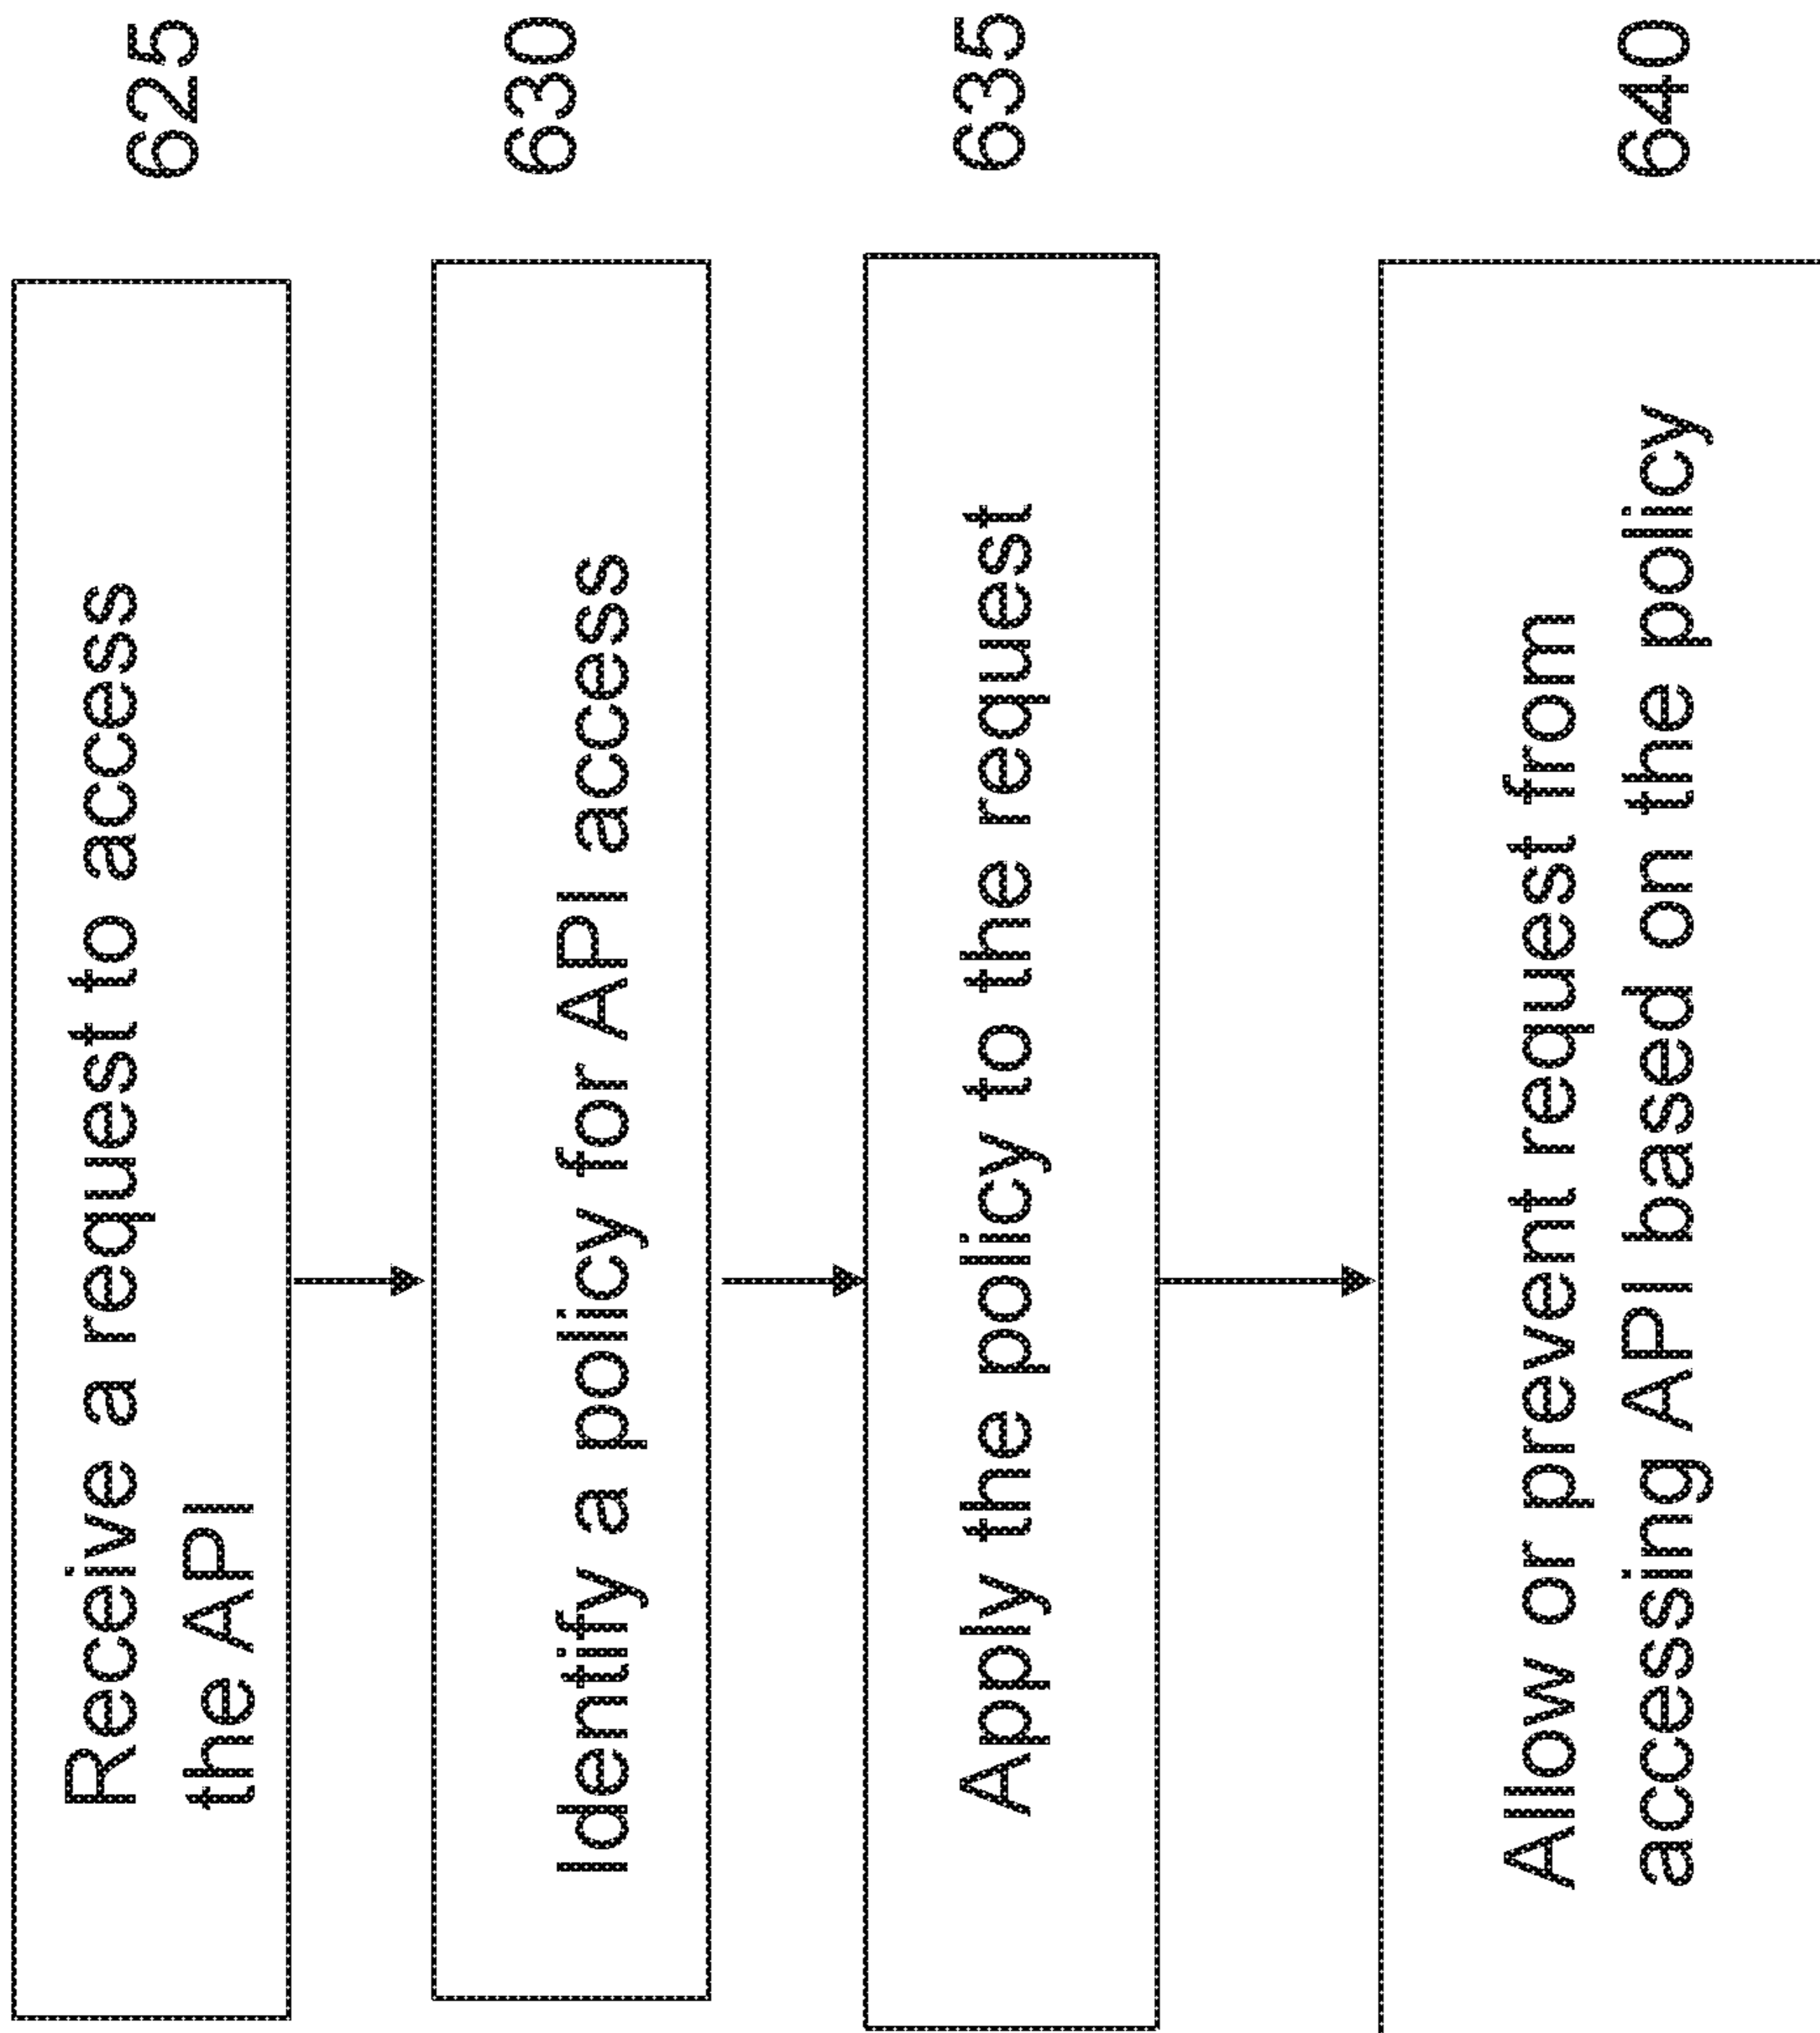 Receive a request to access
the API
625
Identify a policy for API access
630
Apply the policy to the request
635
Allow or prevent request from
accessing API based on the policy
640